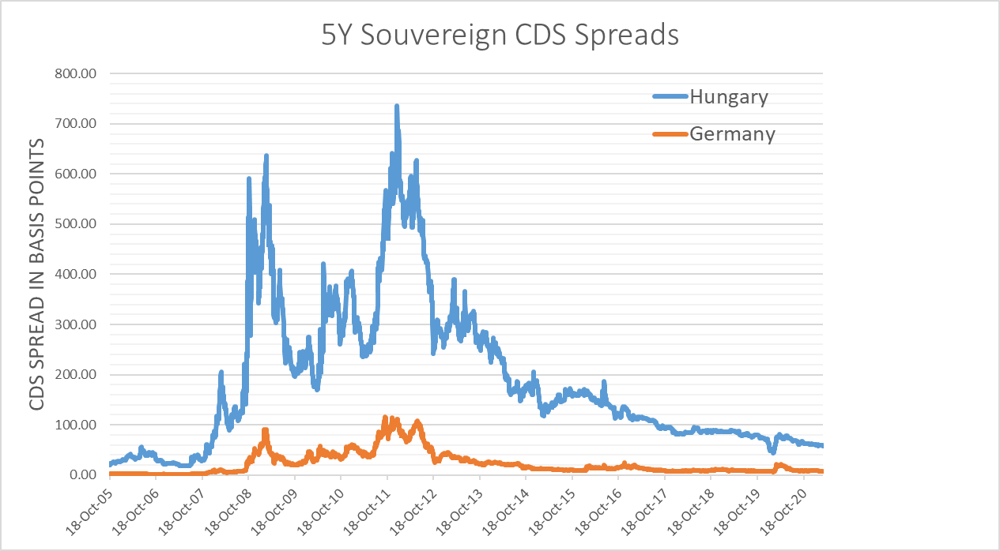 5Y Souvereign CDS Spreads
CDS SPREAD IN BASIS POINTS
800.00
700.00
600.00
500.00
400.00
300.00
200.00
100.00
0.00
Hungary
Germany
18-Oct-05
18-Oct-06
18-Oct-07
18-Oct-08
18-Oct-09
18-Oct-10
18-Oct-11
18-Oct-12
18-Oct-13
18-Oct-14
18-Oct-15
18-Oct-16
18-Oct-17
18-Oct-18
18-Oct-19
18-Oct-20